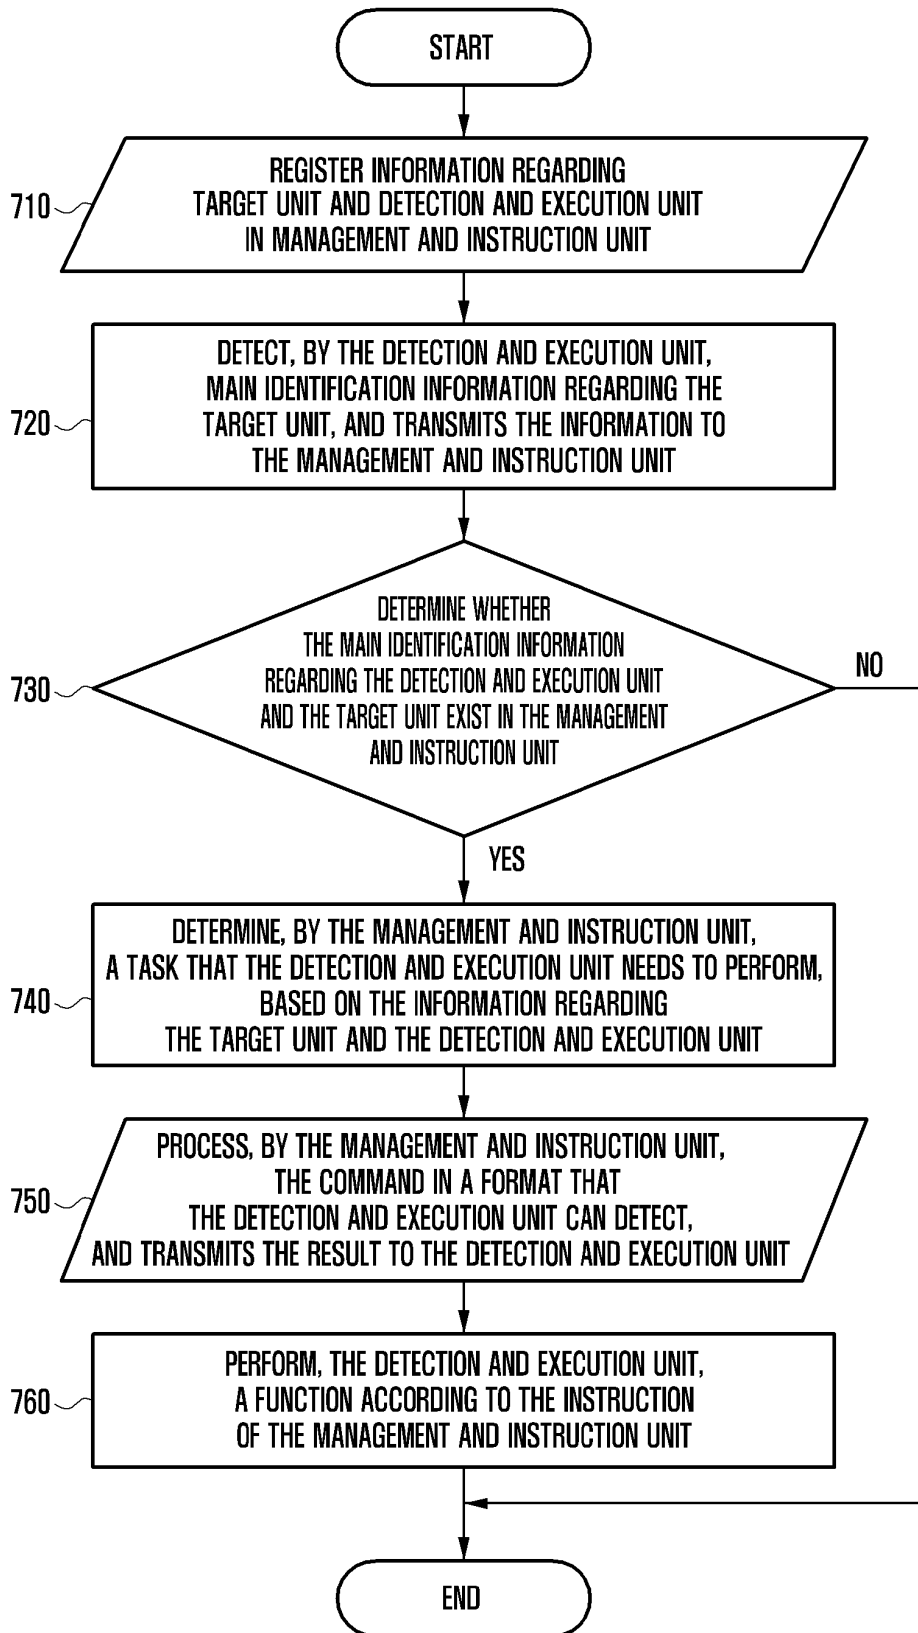 START
REGISTER INFORMATION REGARDING
TARGET UNIT AND DETECTION AND EXECUTION UNIT
IN MANAGEMENT AND INSTRUCTION UNIT
710
DETECT, BY THE DETECTION AND EXECUTION UNIT,
MAIN IDENTIFICATION INFORMATION REGARDING THE
TARGET UNIT, AND TRANSMITS THE INFORMATION TO
THE MANAGEMENT AND INSTRUCTION UNIT
720
DETERMINE WHETHER
THE MAIN IDENTIFICATION INFORMATION
REGARDING THE DETECTION AND EXECUTION UNIT
AND THE TARGET UNIT EXIST IN THE MANAGEMENT
AND INSTRUCTION UNIT
730
NO
YES
DETERMINE, BY THE MANAGEMENT AND INSTRUCTION UNIT,
A TASK THAT THE DETECTION AND EXECUTION UNIT NEEDS TO PERFORM,
BASED ON THE INFORMATION REGARDING
THE TARGET UNIT AND THE DETECTION AND EXECUTION UNIT
740
PROCESS, BY THE MANAGEMENT AND INSTRUCTION UNIT,
THE COMMAND IN A FORMAT THAT
THE DETECTION AND EXECUTION UNIT CAN DETECT,
AND TRANSMITS THE RESULT TO THE DETECTION AND EXECUTION UNIT
750
PERFORM, THE DETECTION AND EXECUTION UNIT,
A FUNCTION ACCORDING TO THE INSTRUCTION
OF THE MANAGEMENT AND INSTRUCTION UNIT
760
END